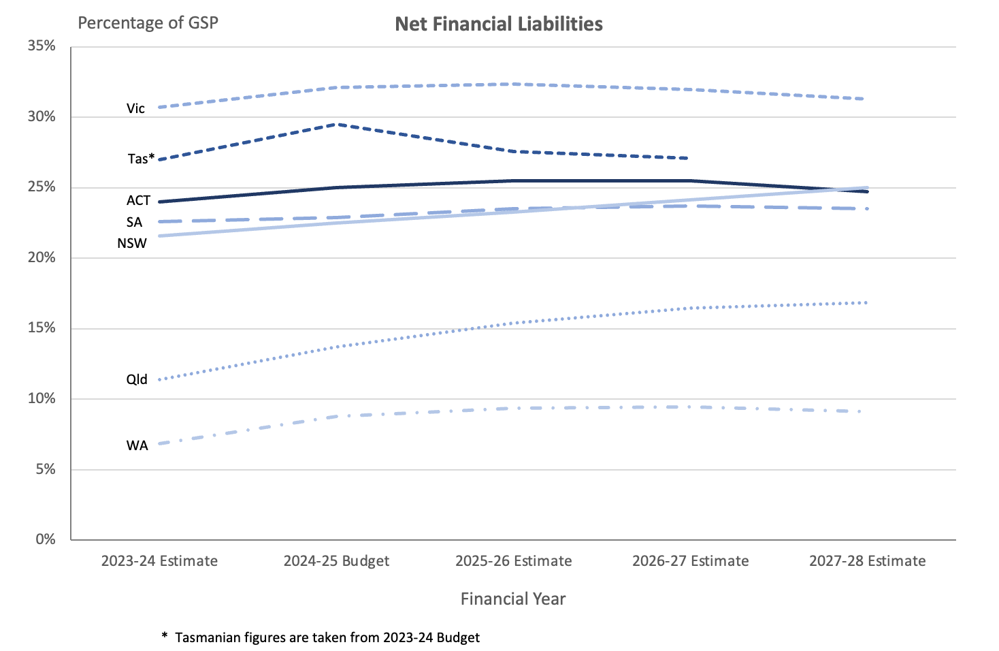 Percentage of GSP
Net Financial Liabilities
35%
30%
25%
20%
15%
10%
5%
0%
Vic
Tas*
ACT
SA
NSW
Qld
WA
2023-24 Estimate 2024-25 Budget 2025-26 Estimate 2026-27 Estimate 2027-28 Estimate
Financial Year
* Tasmanian figures are taken from 2023-24 Budget